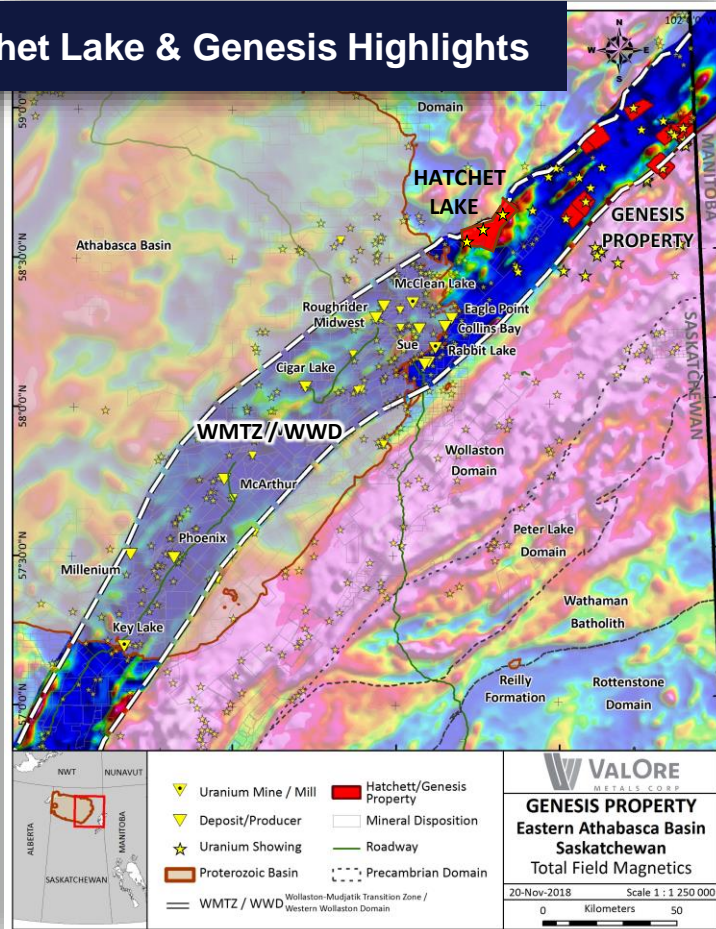 het Lake & Genesis Highlights
102°0'0"W
N
W E
S
59°0'0"N
Domain
HATCHET
LAKE
MANITOBA
GENESIS
PROPERTY
Athabasca Basin
58°30'0"N
McClean Lake
Roughrider
Midwest
Eagle Point
Collins Bay
Sue
Rabbit Lake
SASKATCHEWAN
Cigar Lake
58°0'0"N
WMTZ / WWD
Wollaston
Domain
McArthur
Phoenix
Peter Lake
Domain
57°30'0"N
Millenium
Wathaman
Batholith
Key Lake
Reilly
Formation
Rottenstone
Domain
57°0'0"N
NWT
NUNAVUT
ALBERTA
MANITOBA
SASKATCHEWAN
Uranium Mine / Mill
Hatchett/Genesis
Property
Deposit/Producer
Mineral Disposition
Uranium Showing
Roadway
Proterozoic Basin
Precambrian Domain
WMTZ / WWD
Wollaston-Mudjatik Transition Zone /
Western Wollaston Domain
VALORE
METALS CORP
GENESIS PROPERTY
Eastern Athabasca Basin
Saskatchewan
Total Field Magnetics
20-Nov-2018
Scale 1 : 1 250 000
Kilometers
0 50